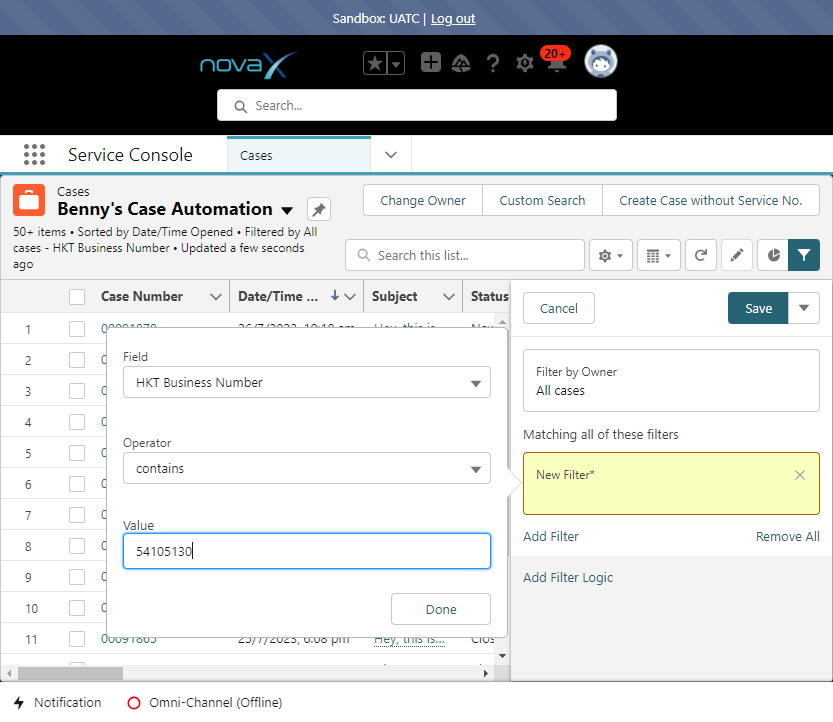 Sandbox: UATC | Log out
novaX
20+
Search...
Service Console
Cases
Cases
Benny's Case Automation
50+ items • Sorted by Date/Time Opened • Filtered by All
cases - HKT Business Number • Updated a few seconds
ago
Change Owner
Custom Search
Create Case without Service No.
Search this list...
Case Number
Date/Time ...
Subject
Status
Cancel
Save
1
2
3
4
5
6
7
8
9
10
11
Field
HKT Business Number
Operator
contains
Value
54105130
Done
00091865
25/7/2023, 6:08 pm
Hey, this is...
Clos
Filter by Owner
All cases
Matching all of these filters
New Filter*
Add Filter
Remove All
Add Filter Logic
Notification
Omni-Channel (Offline)